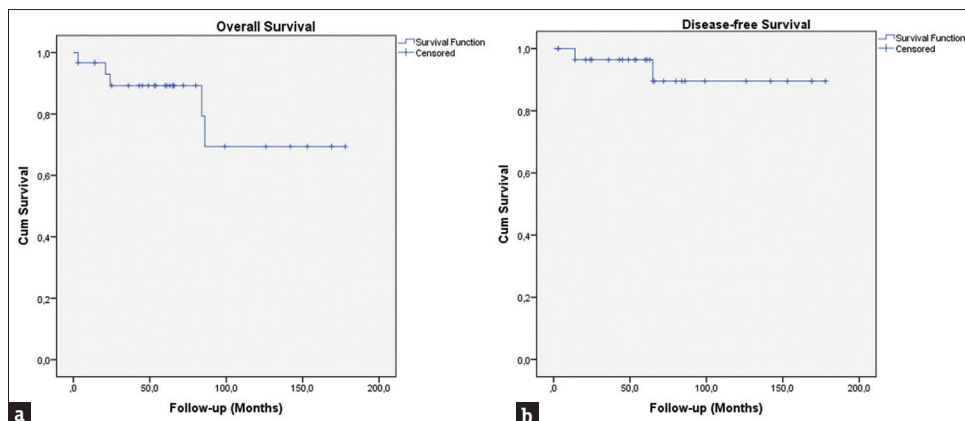 Overall Survival
Survival Function
Censored
1,0
0,8
0,6
0,4
0,2
0,0
Cum Survival
,0 50,0 100,0 150,0 200,0
Follow-up (Months)
a
Disease-free Survival
Survival Function
Censored
1,0
0,8
0,6
0,4
0,2
0,0
Cum Survival
,0 50,0 100,0 150,0 200,0
Follow-up (Months)
b